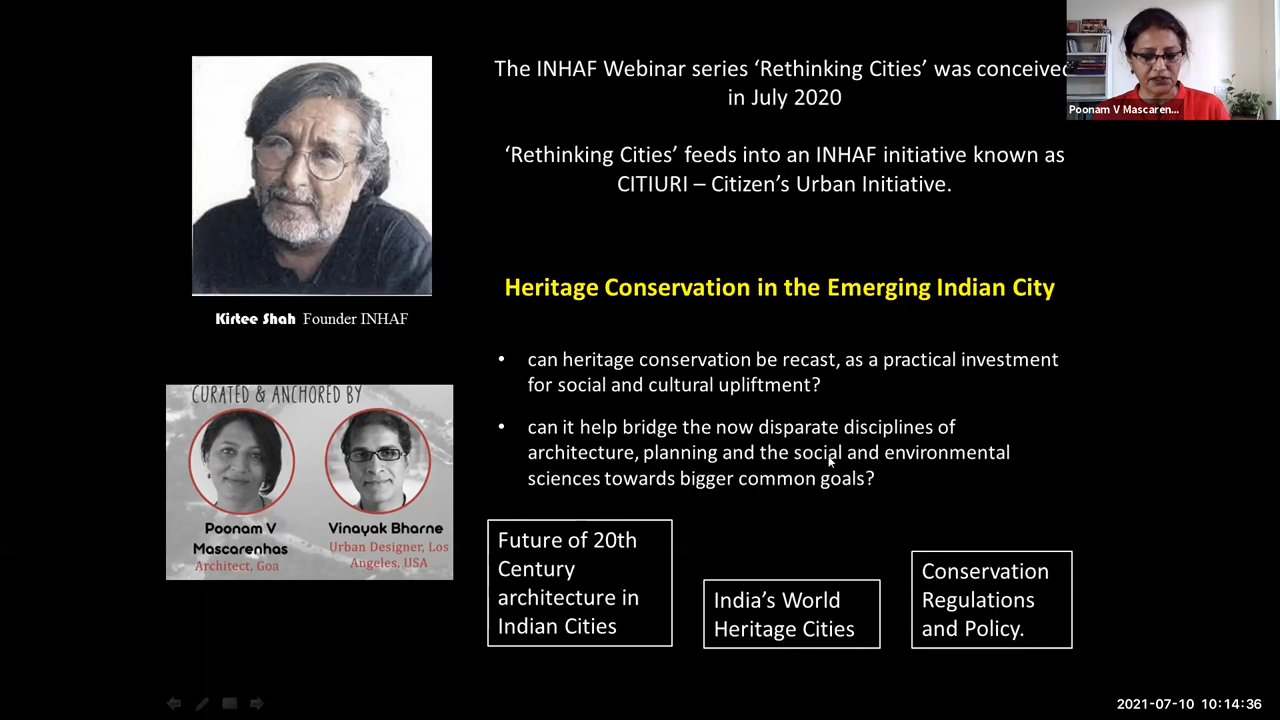 The INHAF Webinar series ‘Rethinking Cities’ was conceived
in July 2020
Poonam V Mascaren...
‘Rethinking Cities’ feeds into an INHAF initiative known as
CITIURI – Citizen’s Urban Initiative.
Heritage Conservation in the Emerging Indian City
Kirtee Shah Founder INHAF
• can heritage conservation be recast, as a practical investment
for social and cultural upliftment?
CURATED & ANCHORED BY
• can it help bridge the now disparate disciplines of
architecture, planning and the social and environmental
sciences towards bigger common goals?
Poonam V
Mascarenhas
Architect, Goa
Vinayak Bharne
Urban Designer, Los
Angeles, USA
Future of 20th
Century
architecture in
Indian Cities
India’s World
Heritage Cities
Conservation
Regulations
and Policy.
2021-07-10 10:14:36